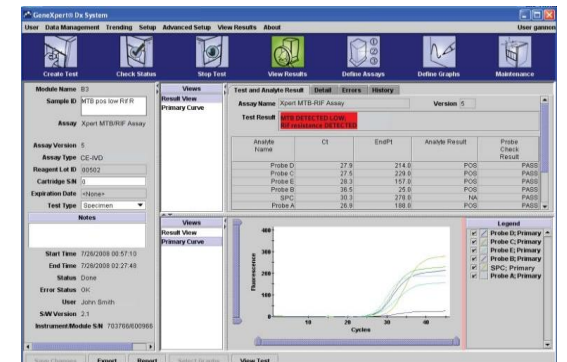 GeneXpert® Dx System
User Data Management Trending Setup Advanced Setup View Results About User gannon
Create Test Check Status Stop Test View Results Define Assays Define Graphs Maintenance
Module Name B3
Sample ID MTB pos low Rif R
Assay Xpert MTB/RIF Assay
Assay Version 5
Assay Type CE-IVD
Reagent Lot ID 00502
Cartridge S/N 0
Expiration Date <None>
Test Type Specimen
Notes
Start Time 7/26/2008 00:57:10
End Time 7/26/2008 02:27:48
Status Done
Error Status OK
User John Smith
S/W Version 2.1
Instrument/Module S/N 703766/600966
Views
Result View
Primary Curve
Test and Analyte Result Detail Errors History
Assay Name Xpert MTB-RIF Assay Version 5
Test Result MTB DETECTED LOW;
Rif resistance DETECTED
Analyte Name Ct EndPt Analyte Result Probe Check Result
Probe D 27.9 214.0 POS PASS
Probe C 27.5 229.0 POS PASS
Probe E 28.3 157.0 POS PASS
Probe B 36.5 25.0 POS PASS
SPC 30.3 278.0 NA PASS
Probe A 26.9 188.0 POS PASS
Views
Result View
Primary Curve
Fluorescence
400
300
200
100
0
10 20 30 40
Cycles
Legend
Probe D; Primary
Probe C; Primary
Probe E; Primary
Probe B; Primary
SPC; Primary
Probe A; Primary
Save Changes Export Report View Test